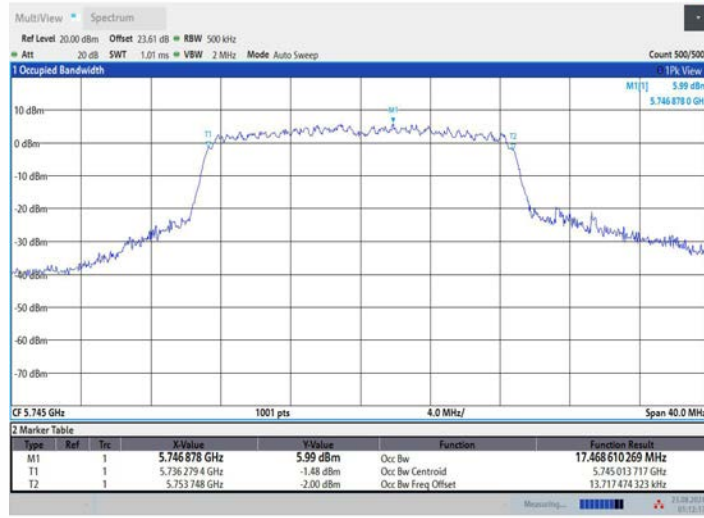 MultiView Spectrum
Ref Level 20.00 dBm Offset 23.61 dB RBW 500 kHz
Att 20 dB SWT 1.01 ms VBW 2 MHz Mode Auto Sweep Count 500/500
1 Occupied Bandwidth 1Pk View
M1[1] 5.99 dBm
5.746 878 0 GHz
M1
10 dBm
T1 T2
0 dBm
-10 dBm
-20 dBm
-30 dBm
-40 dBm
-50 dBm
-60 dBm
-70 dBm
CF 5.745 GHz 1001 pts 4.0 MHz/ Span 40.0 MHz
2 Marker Table
Type Ref Trc X-Value Y-Value Function Function Result
M1 1 5.746 878 GHz 5.99 dBm Occ Bw 17.468 610 269 MHz
T1 1 5.736 279 4 GHz -1.48 dBm Occ Bw Centroid 5.745 013 717 GHz
T2 1 5.753 748 GHz -2.00 dBm Occ Bw Freq Offset 13.717 474 323 kHz
Measuring...